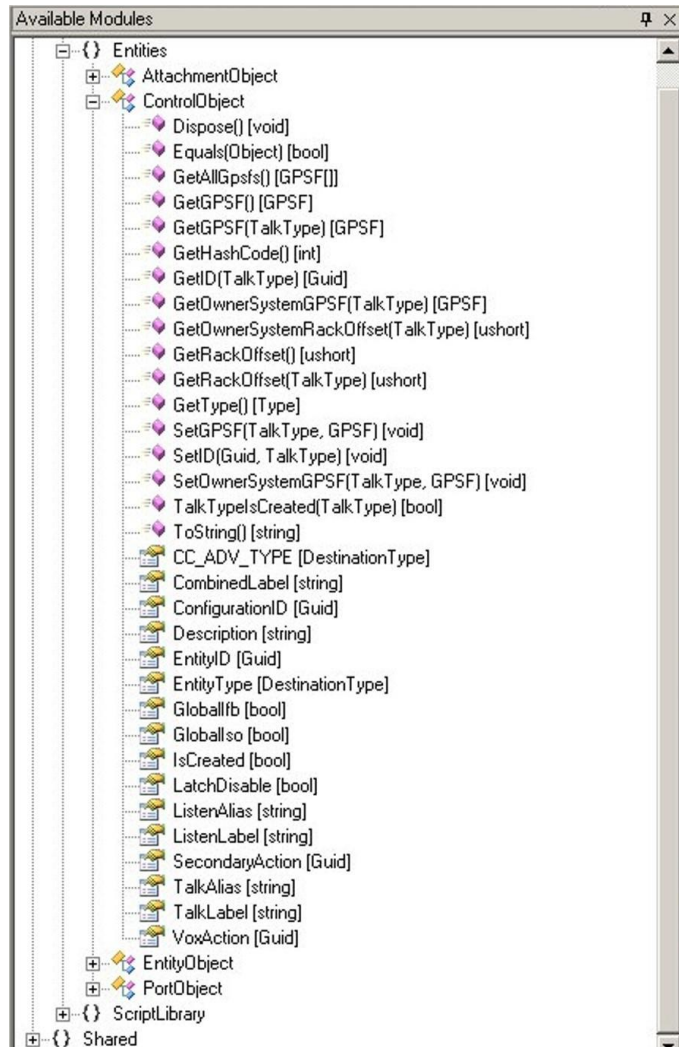 Available Modules
{} Entities
AttachmentObject
ControlObject
Dispose() [void]
Equals(Object) [bool]
GetAllGpsfs() [GPSF[]]
GetGPSF() [GPSF]
GetGPSF(TalkType) [GPSF]
GetHashCode() [int]
GetID(TalkType) [Guid]
GetOwnerSystemGPSF(TalkType) [GPSF]
GetOwnerSystemRackOffset(TalkType) [ushort]
GetRackOffset() [ushort]
GetRackOffset(TalkType) [ushort]
GetType() [Type]
SetGPSF(TalkType, GPSF) [void]
SetID(Guid, TalkType) [void]
SetOwnerSystemGPSF(TalkType, GPSF) [void]
TalkTypeIsCreated(TalkType) [bool]
ToString() [string]
CC_ADV_TYPE [DestinationType]
CombinedLabel [string]
ConfigurationID [Guid]
Description [string]
EntityID [Guid]
EntityType [DestinationType]
GlobalIfb [bool]
GlobalIso [bool]
IsCreated [bool]
LatchDisable [bool]
ListenAlias [string]
ListenLabel [string]
SecondaryAction [Guid]
TalkAlias [string]
TalkLabel [string]
VoxAction [Guid]
EntityObject
PortObject
{} ScriptLibrary
{} Shared